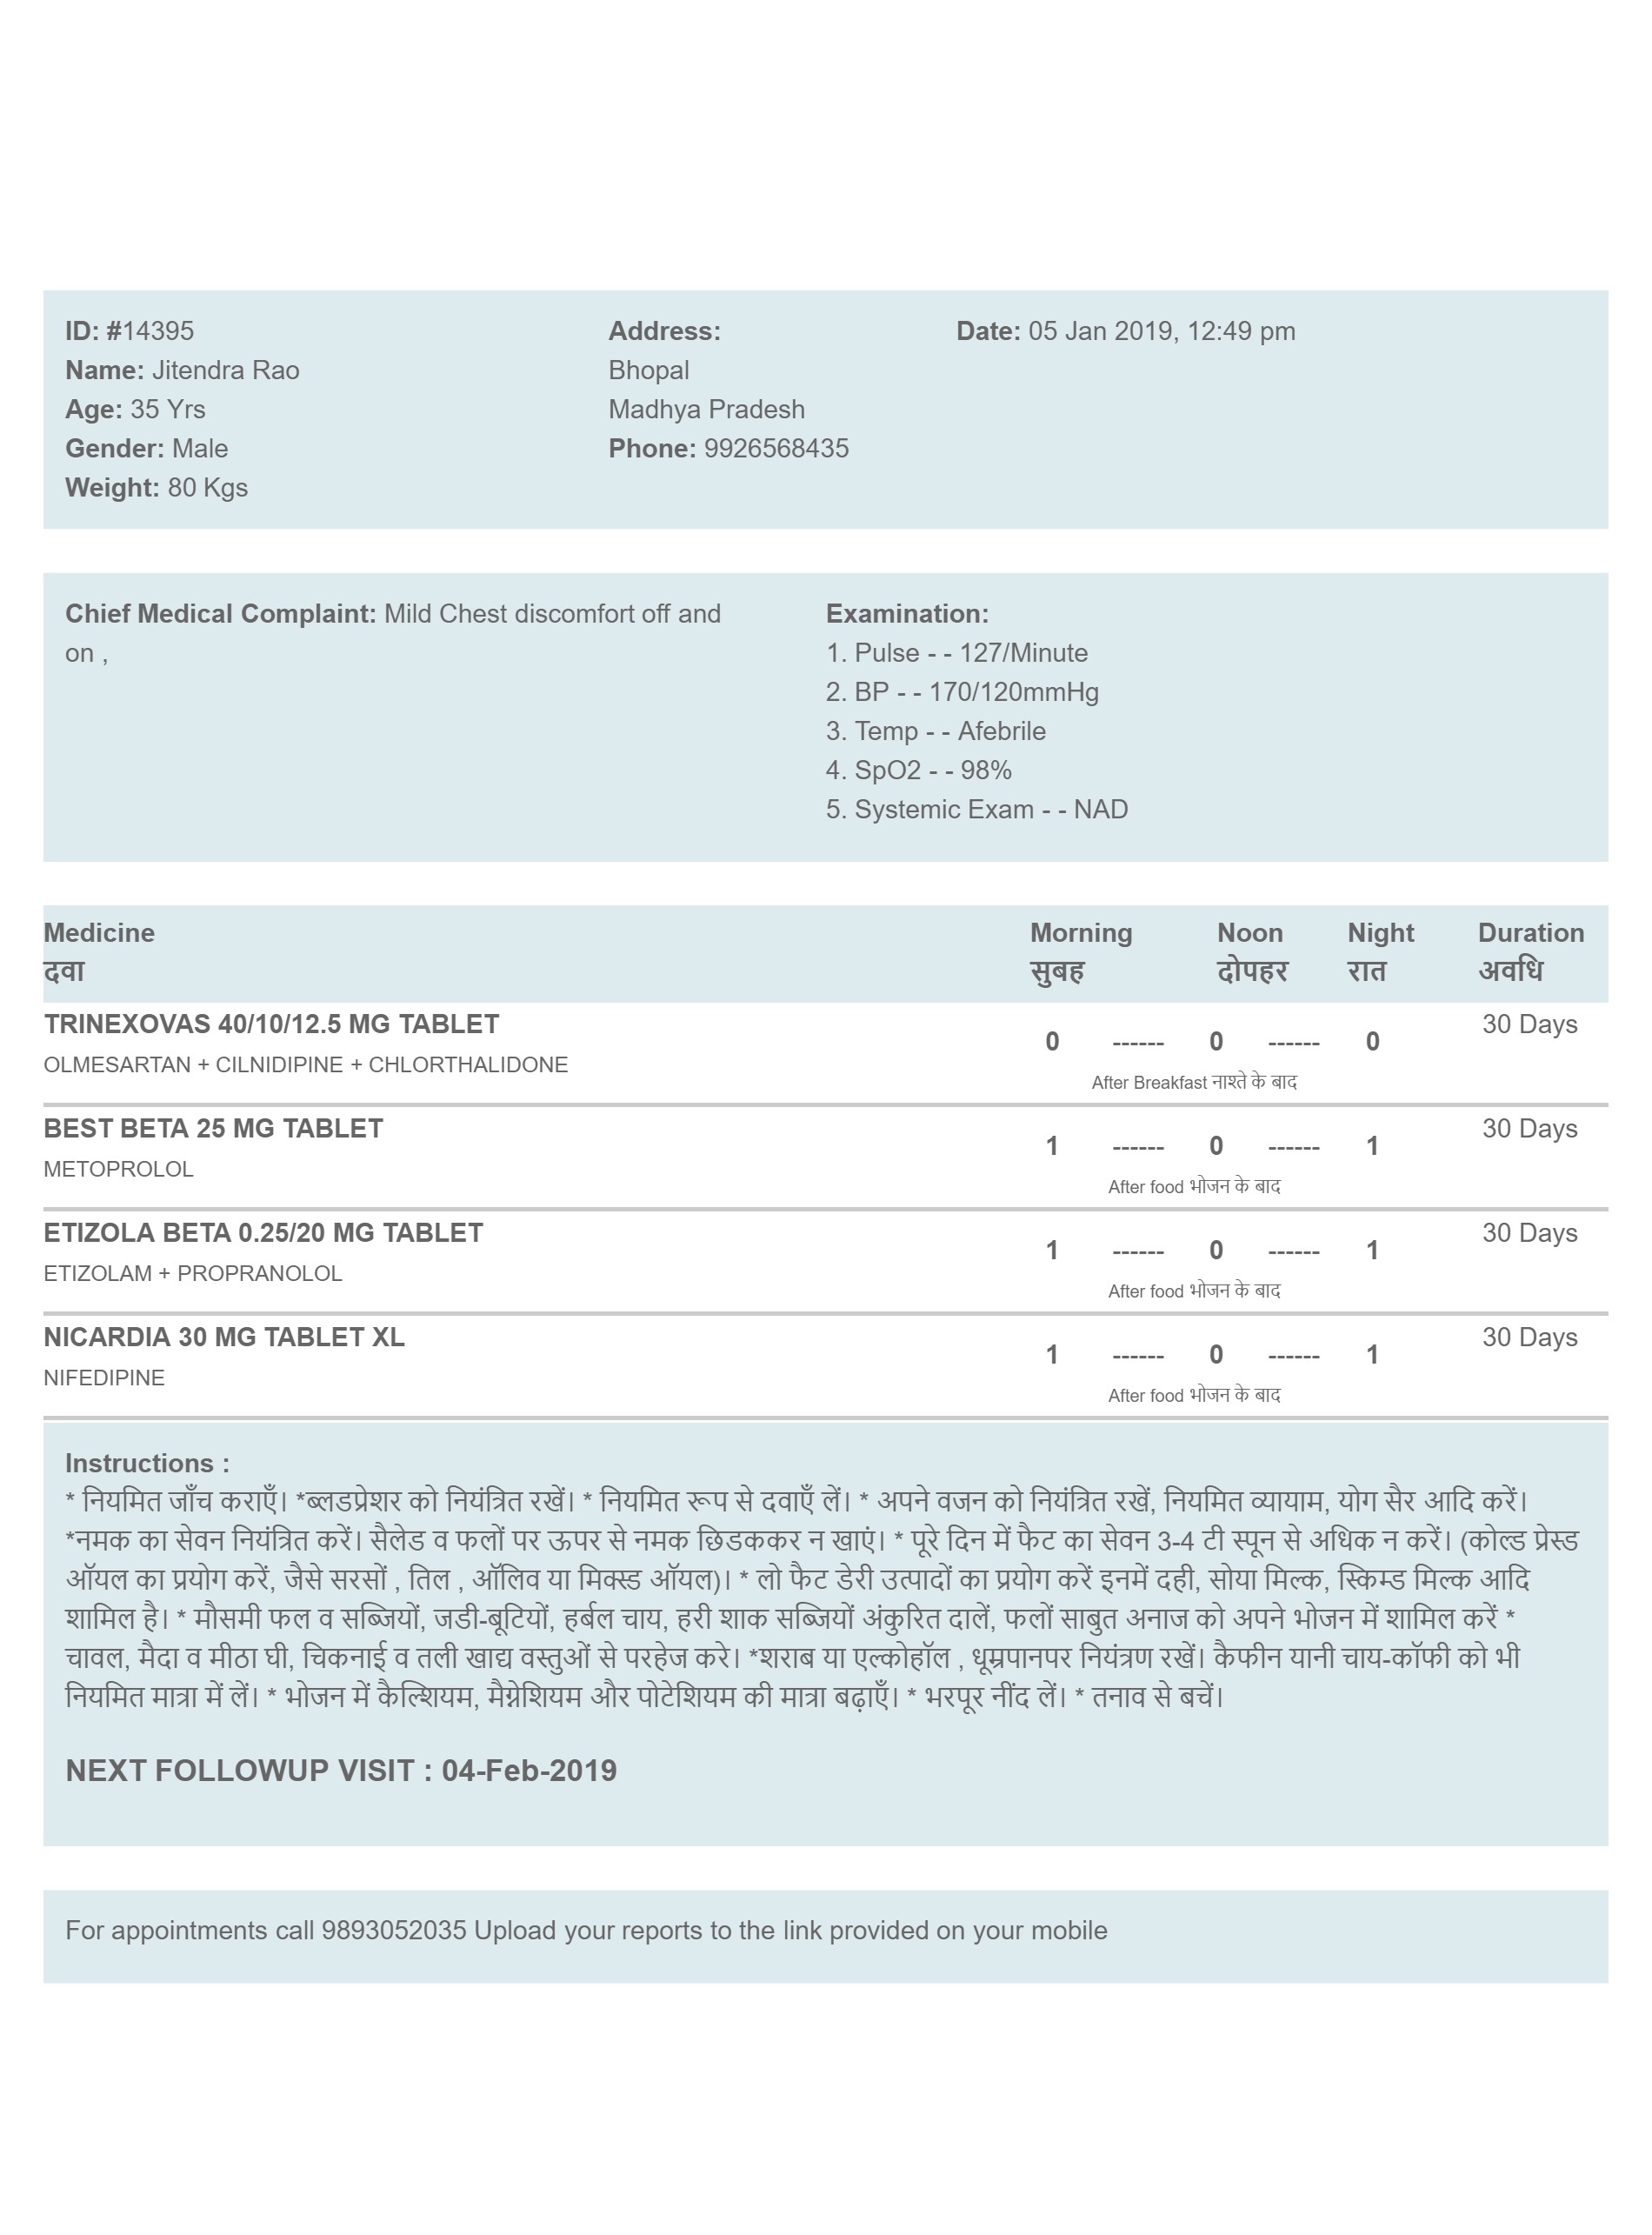 ID: #14395
Name: Jitendra Rao
Age: 35 Yrs
Gender: Male
Weight: 80 Kgs
Address:
Bhopal
Madhya Pradesh
Phone: 9926568435
Date: 05 Jan 2019, 12:49 pm
Chief Medical Complaint: Mild Chest discomfort off and
on ,
Examination:
1. Pulse - - 127/Minute
2. BP - - 170/120mmHg
3. Temp - - Afebrile
4. SpO2 - - 98%
5. Systemic Exam - - NAD
Medicine Morning Noon Night Duration
दवा सुबह दोपहर रात अवधि
TRINEXOVAS 40/10/12.5 MG TABLET 30 Days
0 ------ 0 ------ 0
OLMESARTAN + CILNIDIPINE + CHLORTHALIDONE
After Breakfast नाश्ते के बाद
BEST BETA 25 MG TABLET 30 Days
1 ------ 0 ------ 1
METOPROLOL
After food भोजन के बाद
ETIZOLA BETA 0.25/20 MG TABLET 30 Days
1 ------ 0 ------ 1
ETIZOLAM + PROPRANOLOL
After food भोजन के बाद
NICARDIA 30 MG TABLET XL 30 Days
1 ------ 0 ------ 1
NIFEDIPINE
After food भोजन के बाद
Instructions :
* नियमित जाँच कराएँ। *ब्लडप्रेशर को नियंत्रित रखें। * नियमित रूप से दवाएँ लें। * अपने वजन को नियंत्रित रखें, नियमित व्यायाम, योग सैर आदि करें।
*नमक का सेवन नियंत्रित करें। सैलेड व फलों पर ऊपर से नमक छिडककर न खाएं। * पूरे दिन में फैट का सेवन 3-4 टी स्पून से अधिक न करें। (कोल्ड प्रेस्ड
ऑयल का प्रयोग करें, जैसे सरसों , तिल , ऑलिव या मिक्स्ड ऑयल)। * लो फैट डेरी उत्पादों का प्रयोग करें इनमें दही, सोया मिल्क, स्किम्ड मिल्क आदि
शामिल है। * मौसमी फल व सब्जियों, जडी-बूटियों, हर्बल चाय, हरी शाक सब्जियों अंकुरित दालें, फलों साबुत अनाज को अपने भोजन में शामिल करें *
चावल, मैदा व मीठा घी, चिकनाई व तली खाद्य वस्तुओं से परहेज करे। *शराब या एल्कोहॉल , धूम्रपानपर नियंत्रण रखें। कैफीन यानी चाय-कॉफी को भी
नियमित मात्रा में लें। * भोजन में कैल्शियम, मैग्नेशियम और पोटेशियम की मात्रा बढ़ाएँ। * भरपूर नींद लें। * तनाव से बचें।
NEXT FOLLOWUP VISIT : 04-Feb-2019
For appointments call 9893052035 Upload your reports to the link provided on your mobile